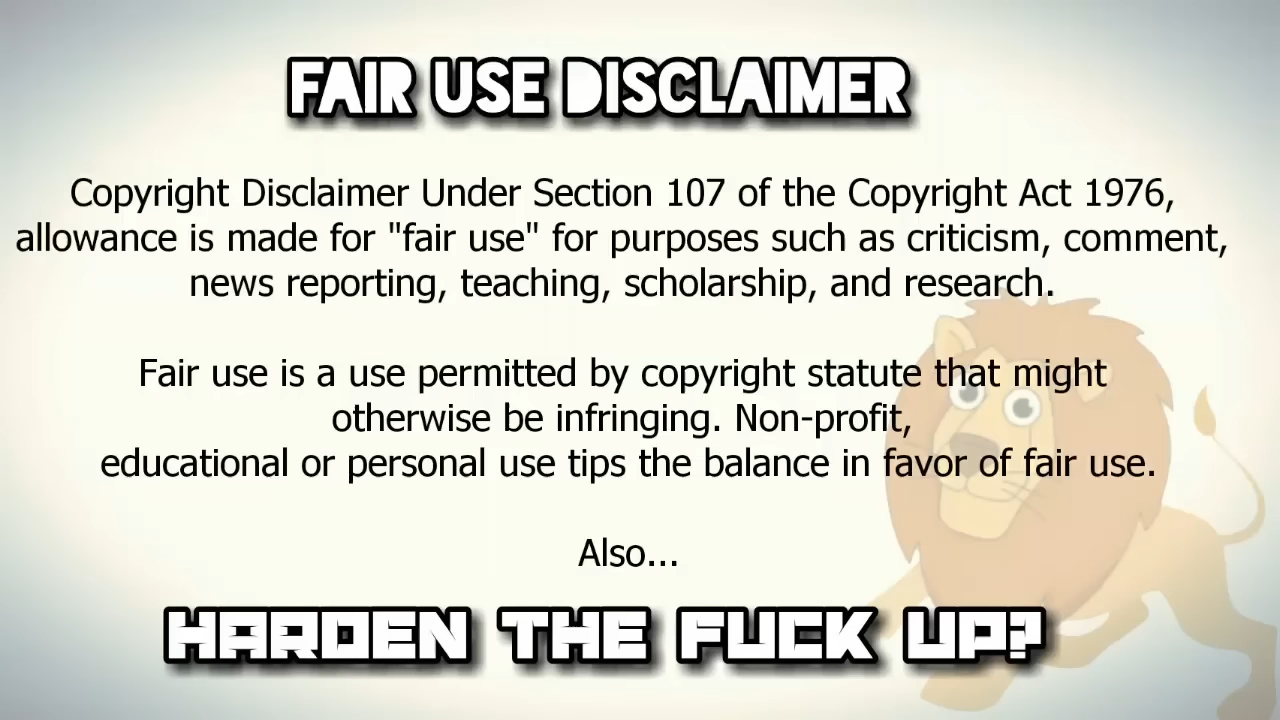 FAIR USE DISCLAIMER
Copyright Disclaimer Under Section 107 of the Copyright Act 1976,
allowance is made for "fair use" for purposes such as criticism, comment,
news reporting, teaching, scholarship, and research.
Fair use is a use permitted by copyright statute that might
otherwise be infringing. Non-profit,
educational or personal use tips the balance in favor of fair use.
Also...
HARDEN THE FUCK UP?